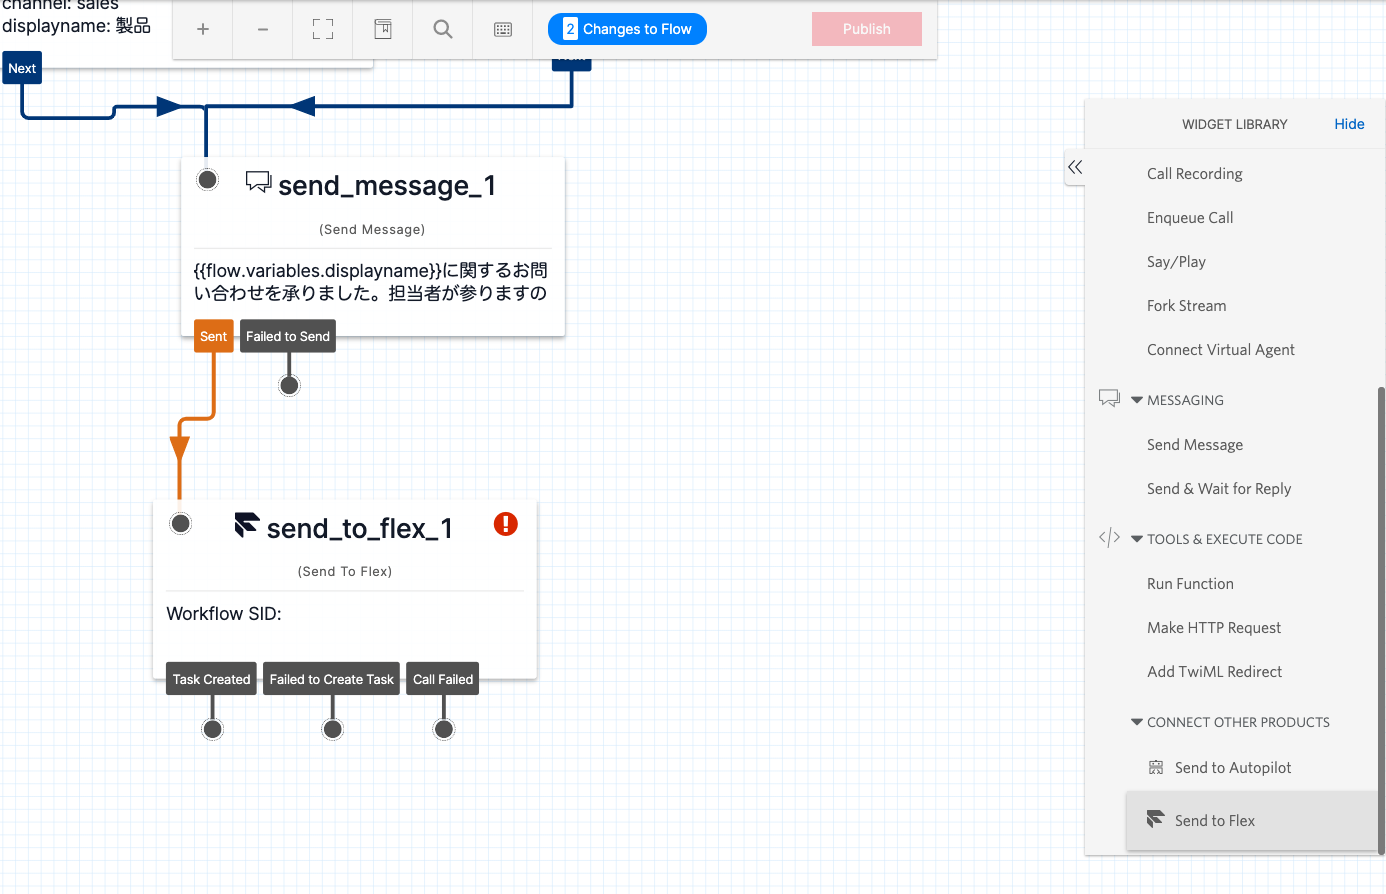 channel: sales
displayname: 製品
2 Changes to Flow
Publish
Next
send_message_1
(Send Message)
{{flow.variables.displayname}}に関するお問
い合わせを承りました。担当者が参りますの
Sent
Failed to Send
send_to_flex_1
(Send To Flex)
Workflow SID:
Task Created
Failed to Create Task
Call Failed
WIDGET LIBRARY
Hide
Call Recording
Enqueue Call
Say/Play
Fork Stream
Connect Virtual Agent
MESSAGING
Send Message
Send & Wait for Reply
TOOLS & EXECUTE CODE
Run Function
Make HTTP Request
Add TwiML Redirect
CONNECT OTHER PRODUCTS
Send to Autopilot
Send to Flex